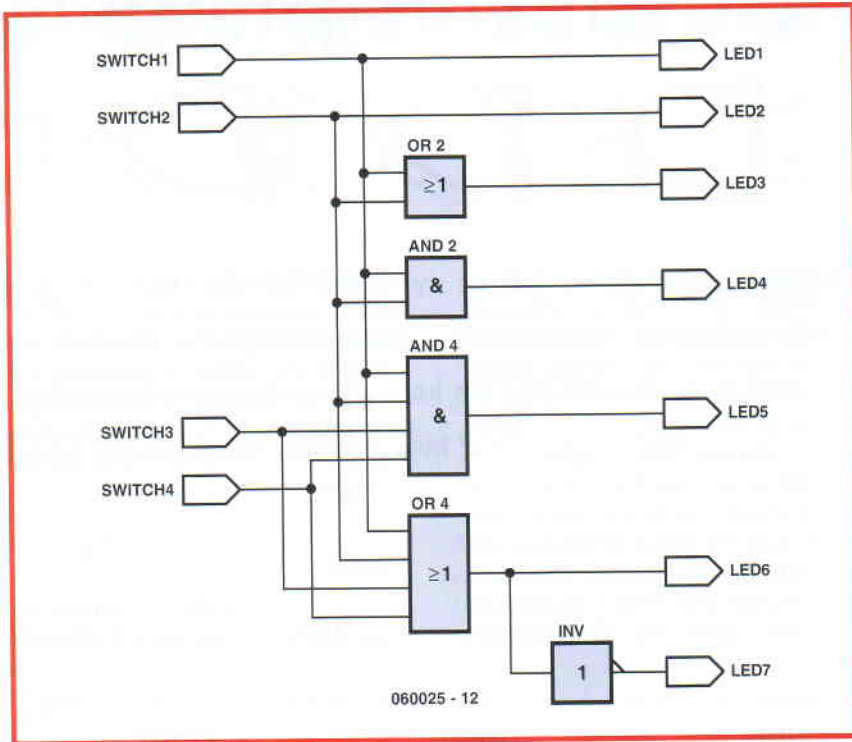 SWITCH1
LED1
SWITCH2
LED2
OR 2
≥1
LED3
AND 2
&
LED4
AND 4
&
LED5
SWITCH3
SWITCH4
OR 4
≥1
LED6
INV
1
LED7
060025 - 12